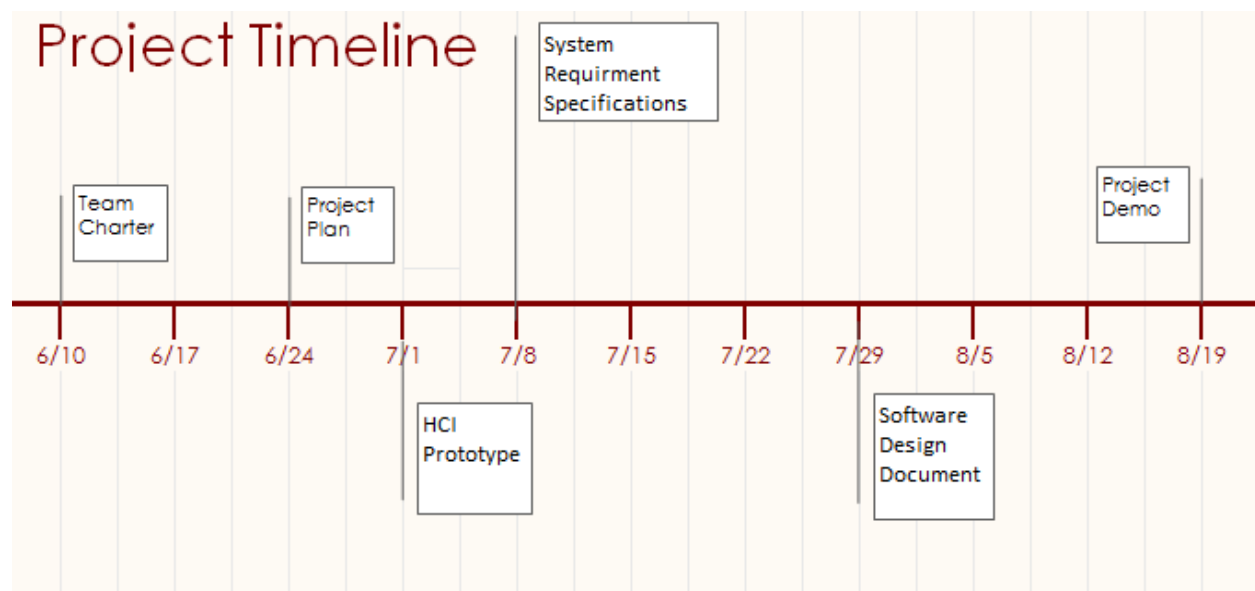 Project Timeline
System
Requirment
Specifications
Team
Charter
Project
Plan
Project
Demo
6/10 6/17 6/24 7/1 7/8 7/15 7/22 7/29 8/5 8/12 8/19
HCI
Prototype
Software
Design
Document